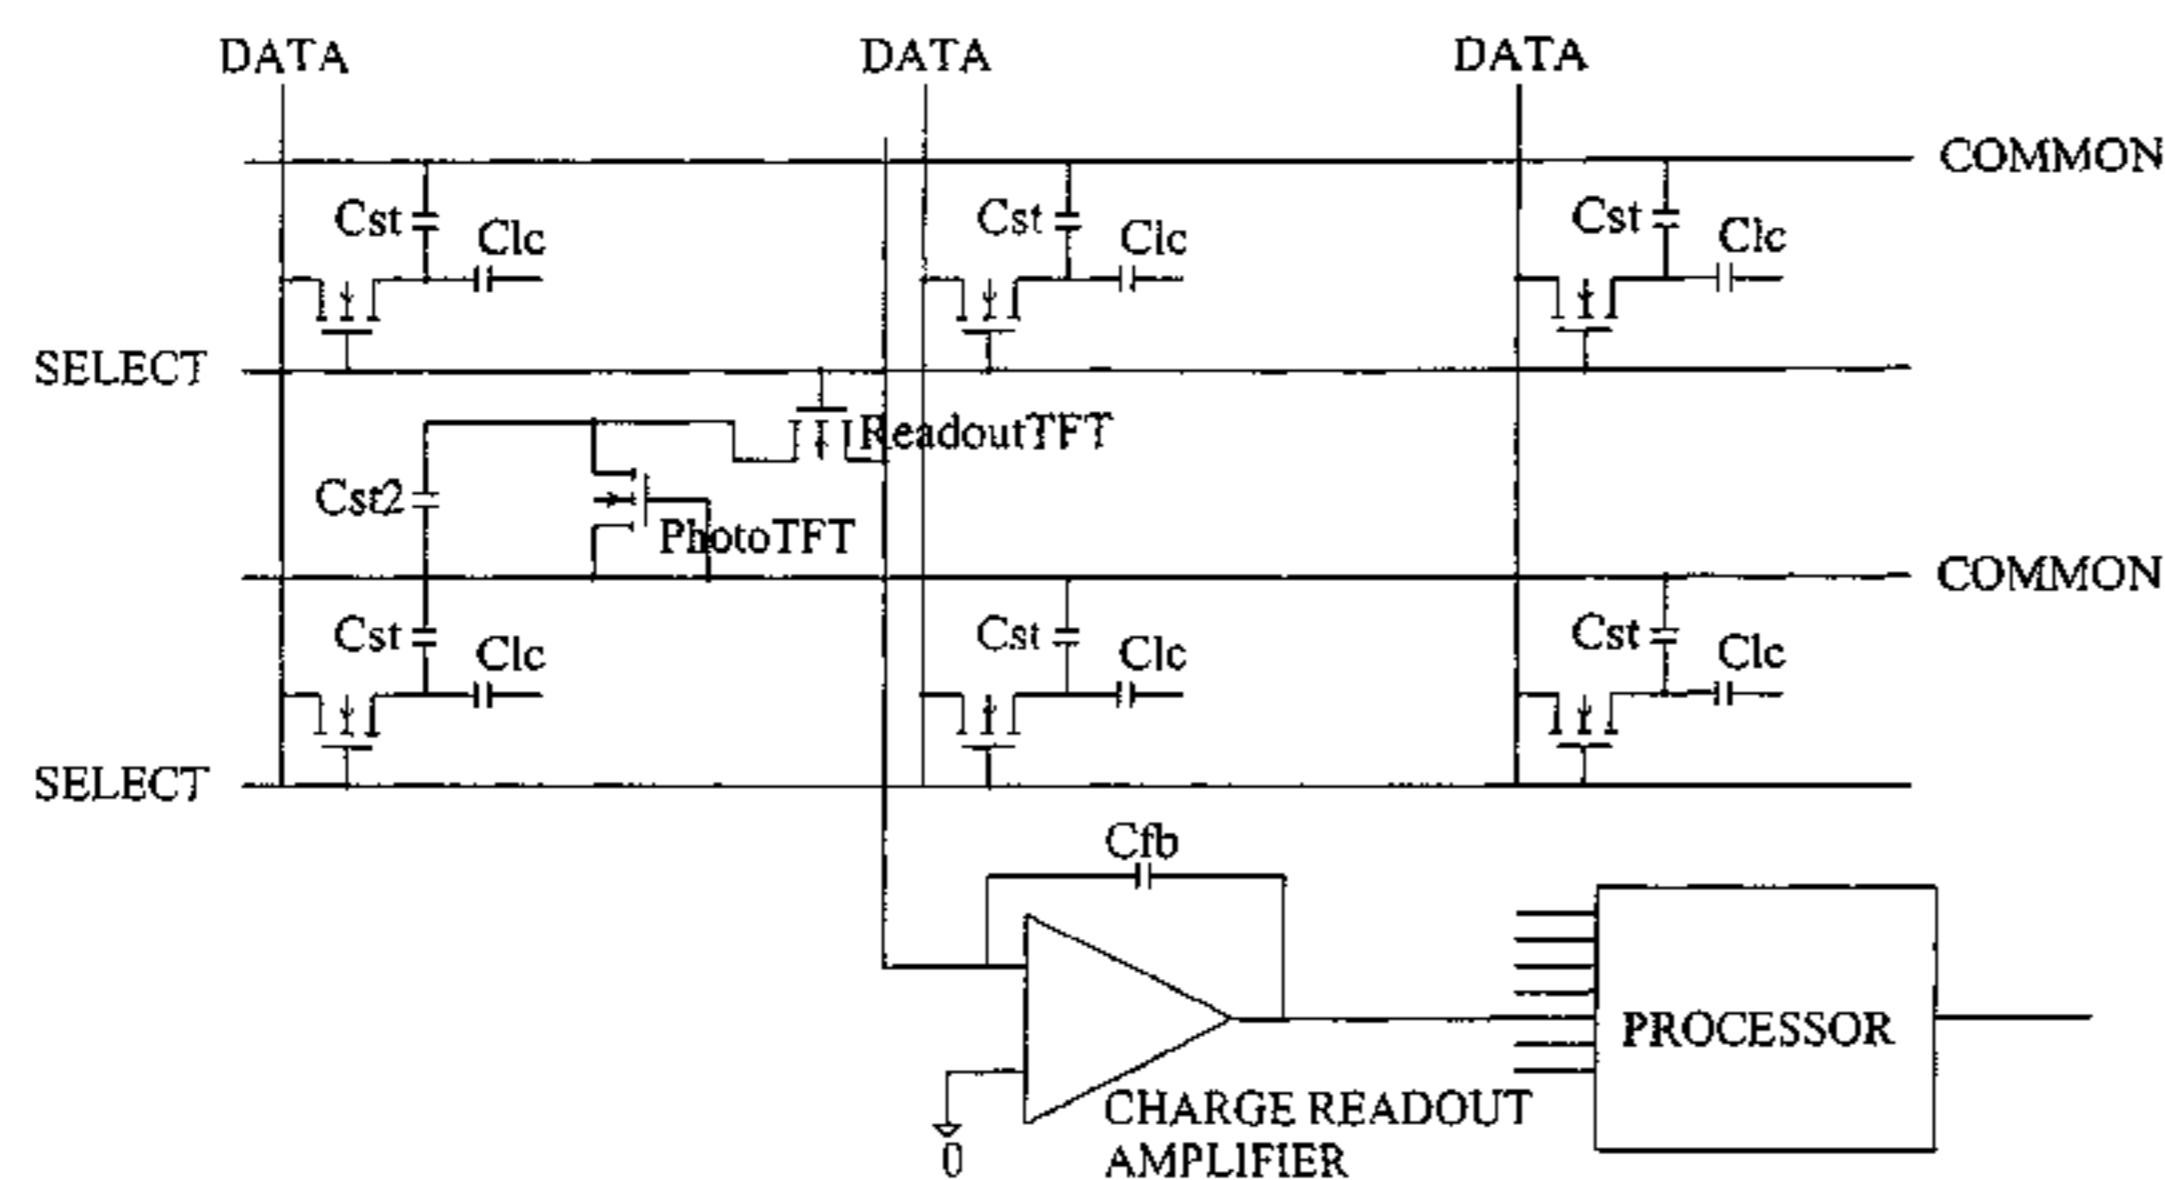 DATA DATA DATA
COMMON
Cst Clc Cst Clc Cst Clc
SELECT
ReadoutTFT
Cst2
PhotoTFT
COMMON
Cst Clc Cst Clc Cst Clc
SELECT
Cfb
PROCESSOR
CHARGE READOUT
AMPLIFIER
0